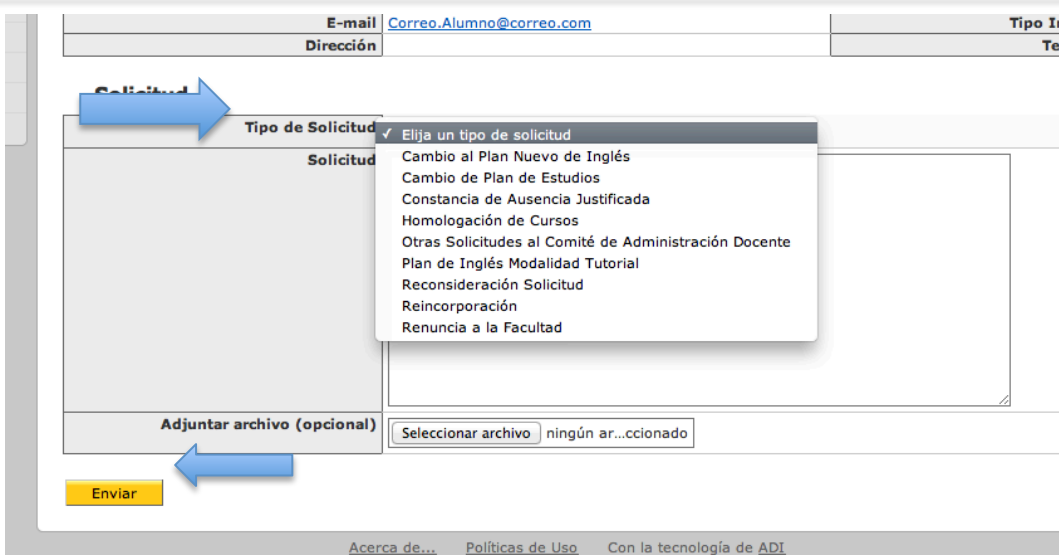 E-mail Correo.Alumno@correo.com Tipo
Dirección
Solicitud
Tipo de Solicitud ✓ Elija un tipo de solicitud
Solicitud Cambio al Plan Nuevo de Inglés
Cambio de Plan de Estudios
Constancia de Ausencia Justificada
Homologación de Cursos
Otras Solicitudes al Comité de Administración Docente
Plan de Inglés Modalidad Tutorial
Reconsideración Solicitud
Reincorporación
Renuncia a la Facultad
Adjuntar archivo (opcional) Seleccionar archivo ningún ar...ccionado
Enviar
Acerca de... Políticas de Uso Con la tecnología de ADI